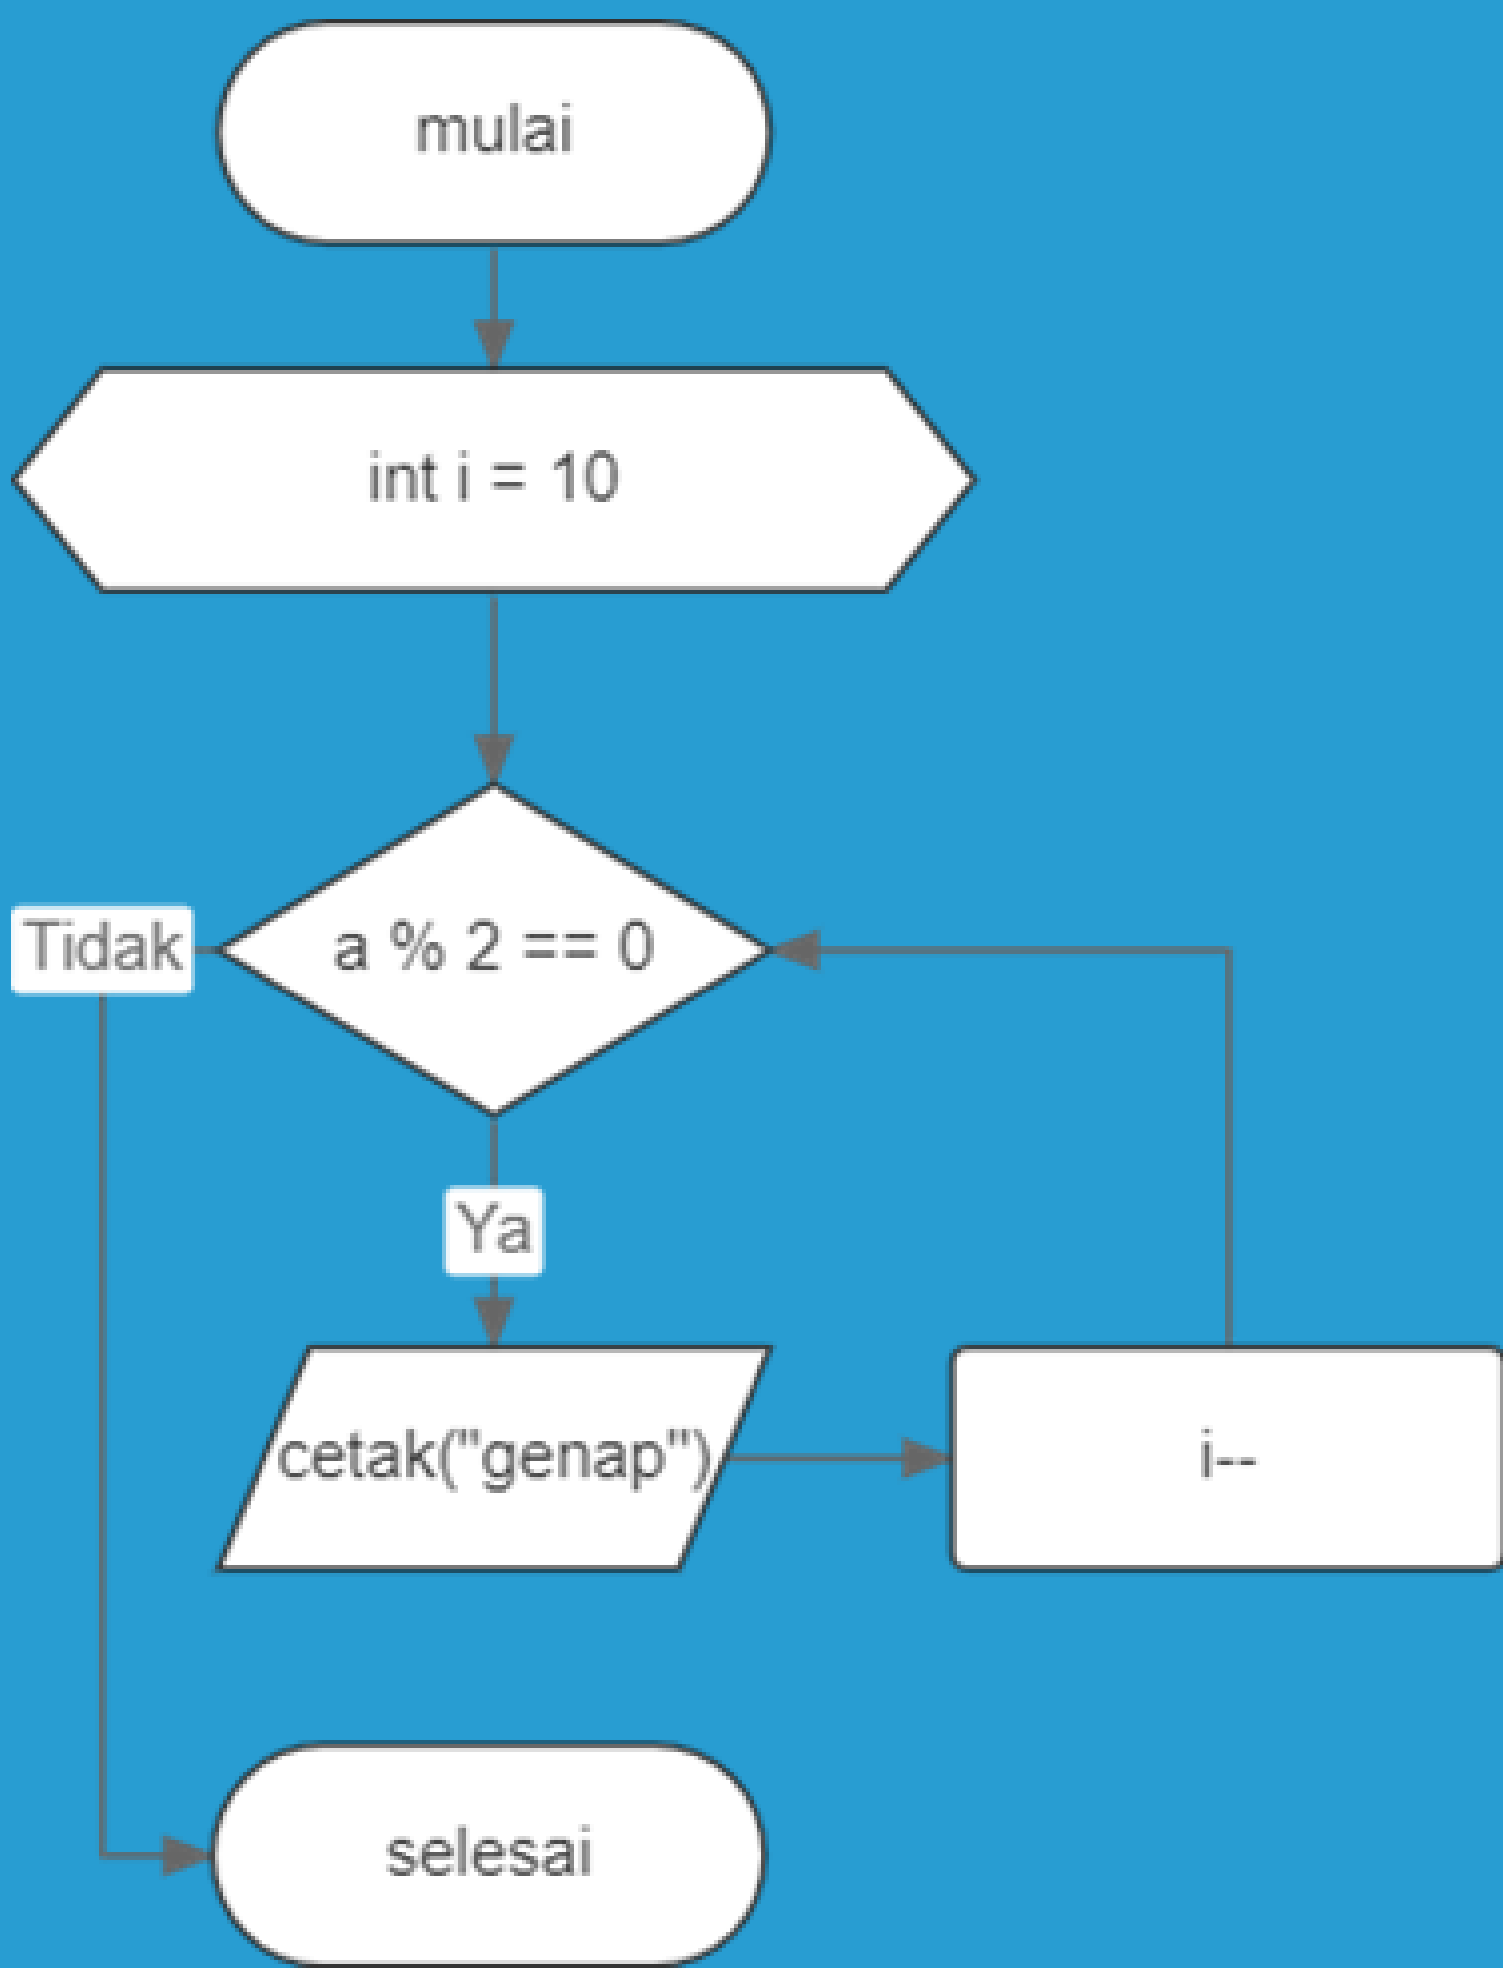 mulai
int i = 10
a % 2 == 0
Tidak
Ya
cetak("genap")
i--
selesai